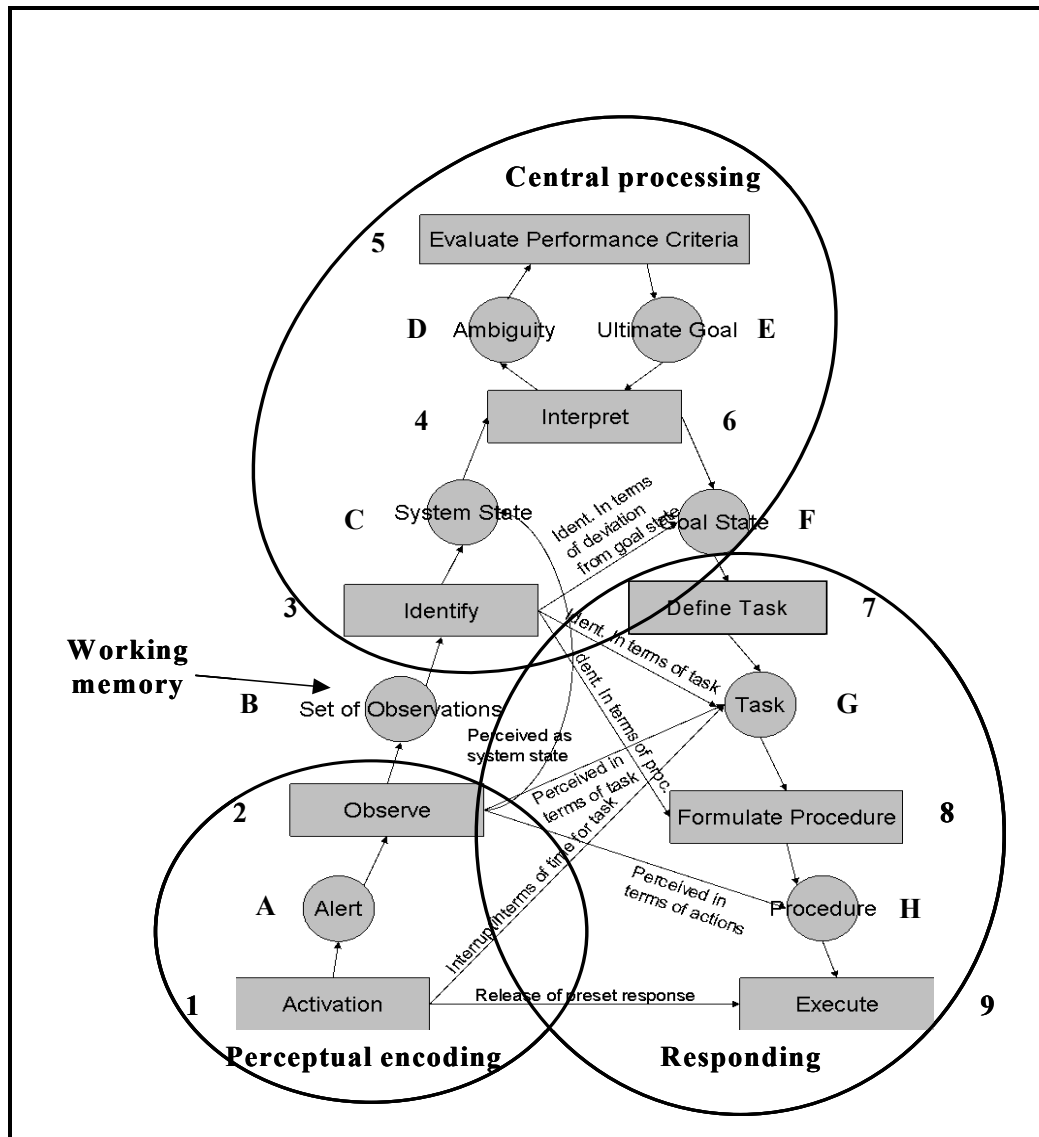 Central processing
5
Evaluate Performance Criteria
D
Ambiguity
Ultimate Goal
E
4
Interpret
6
C
System State
Ident. In terms
of deviation
from goal state
Goal State
F
3
Identify
Define Task
7
Working
memory
B
Set of Observations
Ident. In terms of task
dent. In terms of proc.
Task
G
Perceived as
system state
Perceived in
terms of task
2
Observe
Formulate Procedure
8
Interrupt/interms of time for task
Perceived in
terms of actions
A
Alert
Procedure
H
1
Activation
Release of preset response
Execute
9
Perceptual encoding
Responding